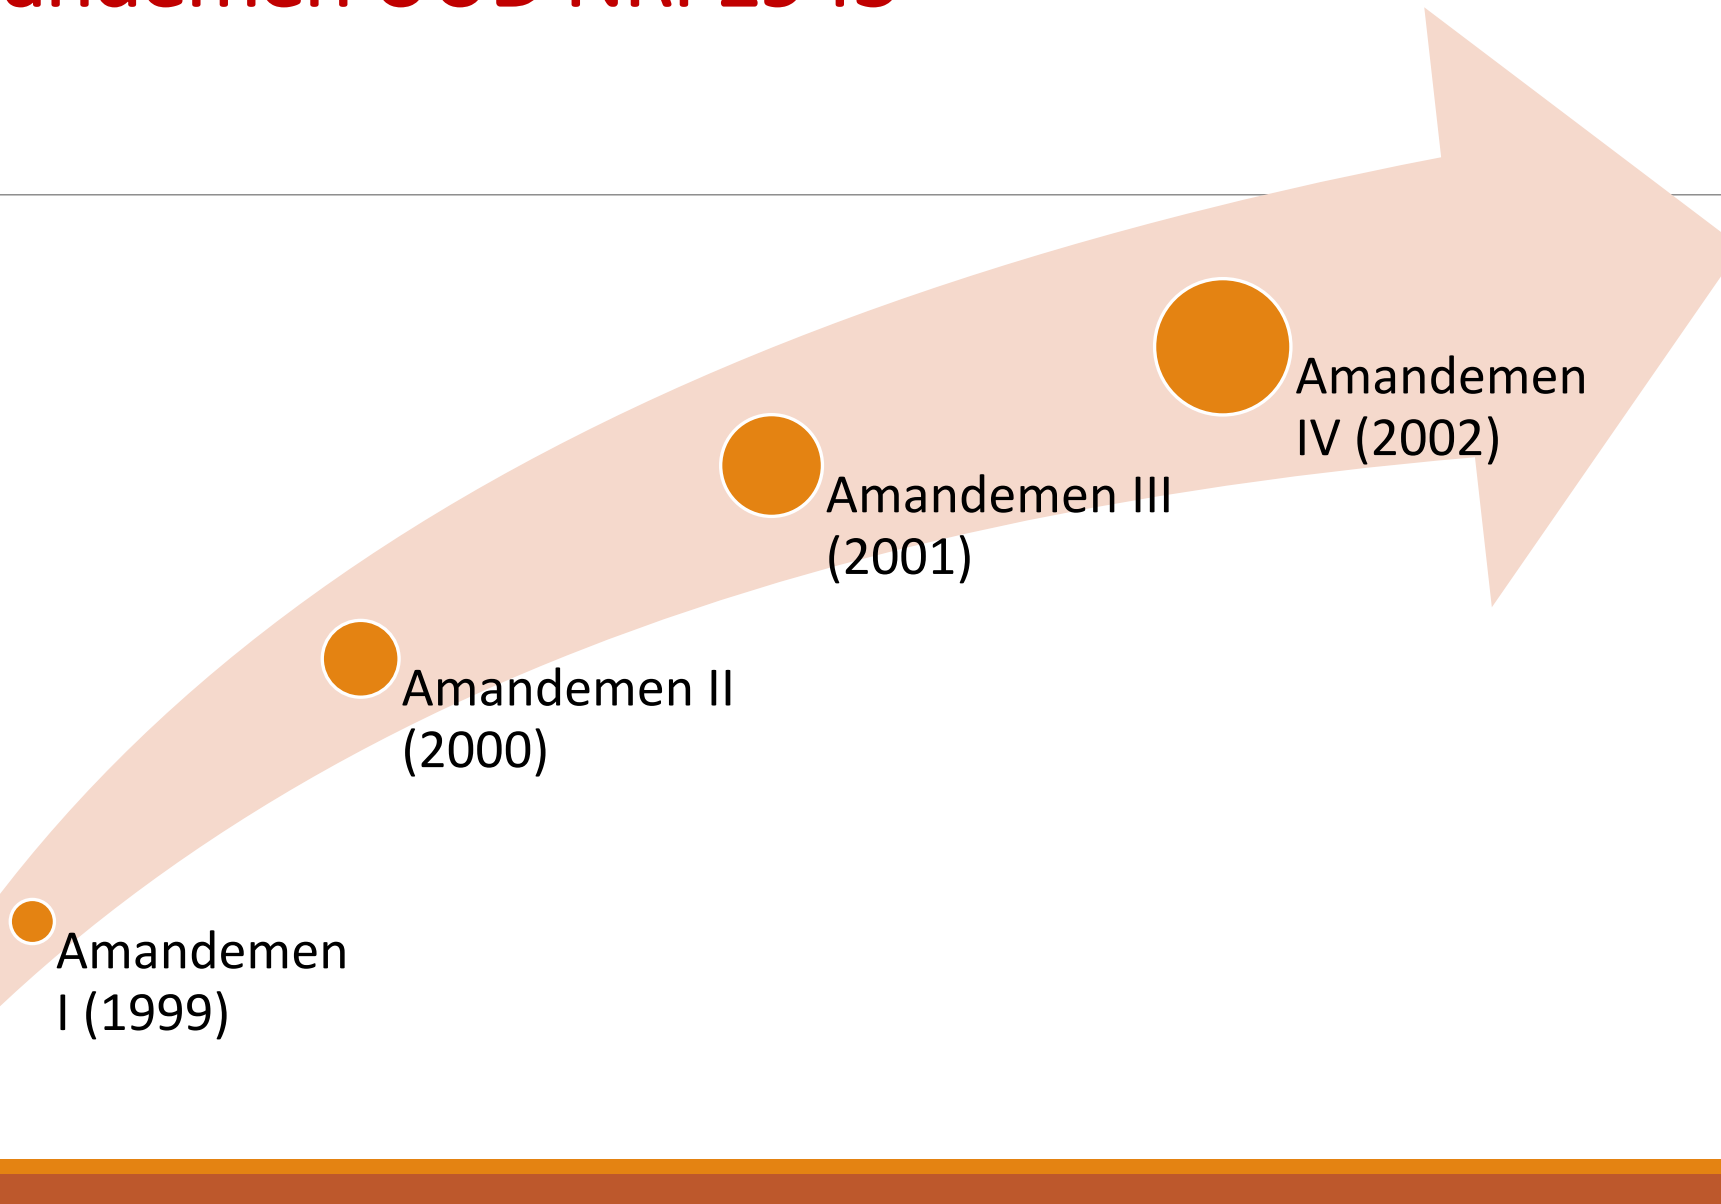 Amandemen
IV (2002)
Amandemen III
(2001)
Amandemen II
(2000)
Amandemen
I (1999)